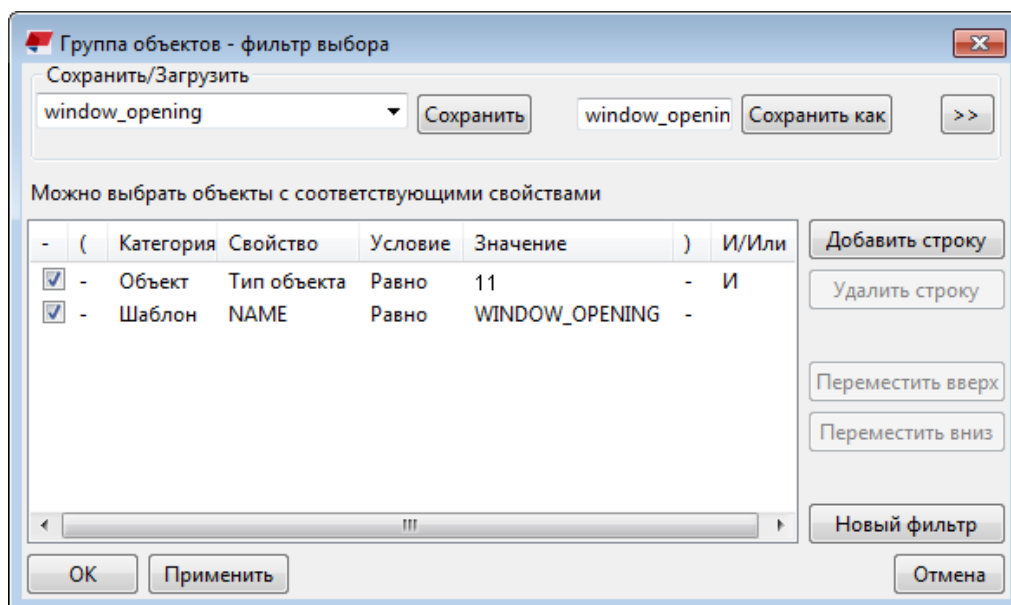 Группа объектов - фильтр выбора
Сохранить/Загрузить
window_opening Сохранить window_openin Сохранить как >>
Можно выбрать объекты с соответствующими свойствами
- ( Категория Свойство Условие Значение ) И/Или Добавить строку
- Объект Тип объекта Равно 11 - И Удалить строку
- Шаблон NAME Равно WINDOW_OPENING -
Переместить вверх
Переместить вниз
Новый фильтр
OK Применить Отмена